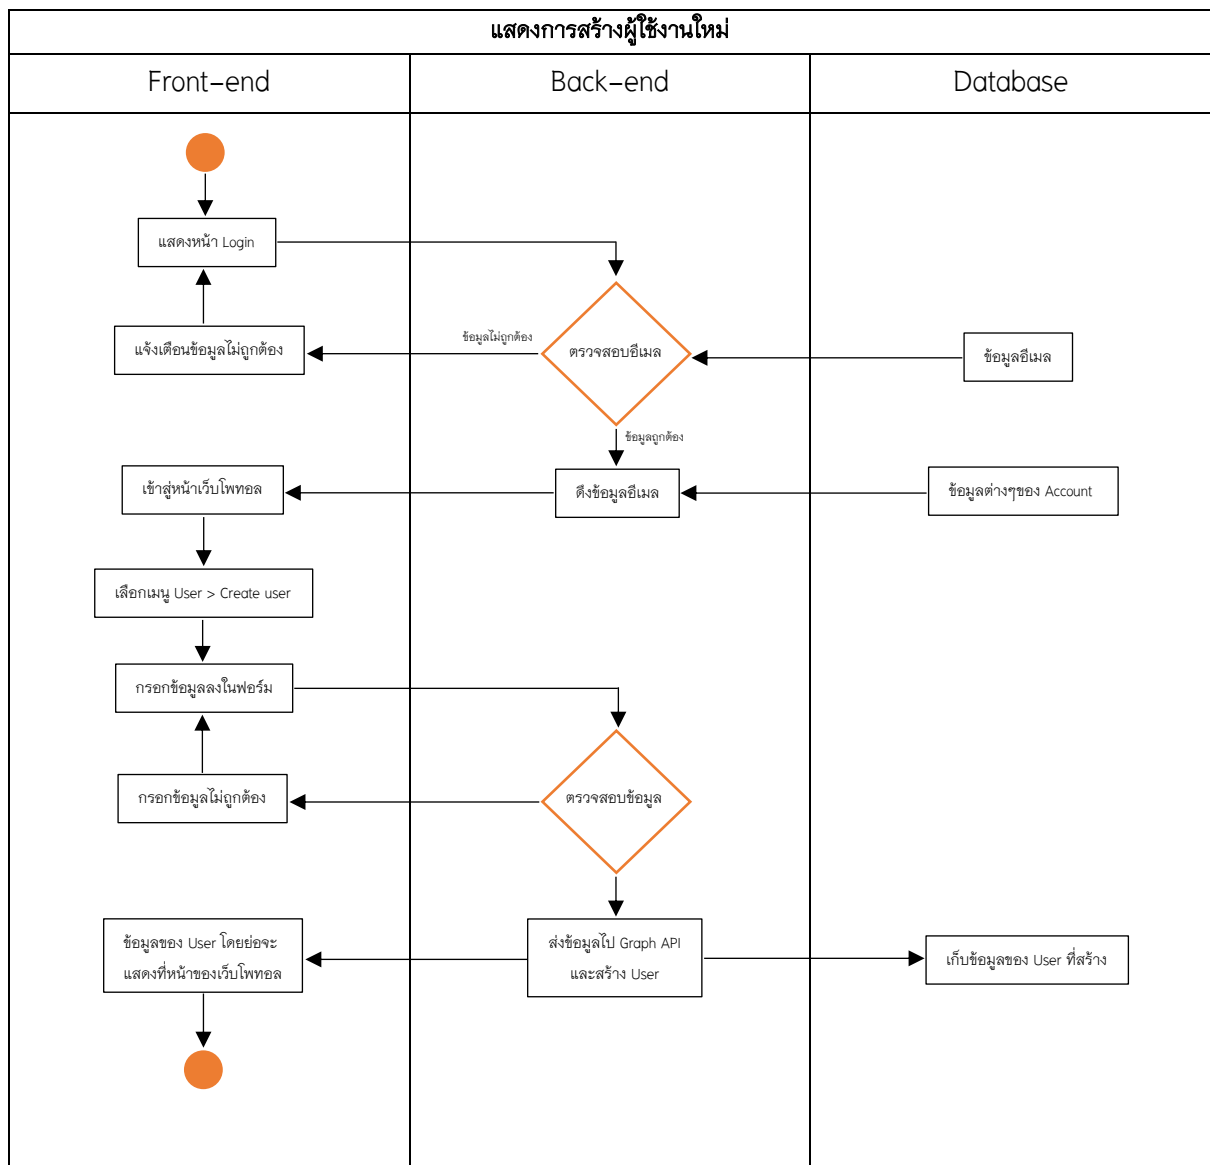 แสดงการสร้างผู้ใช้งานใหม่
Front-end
Back-end
Database
แสดงหน้า Login
ข้อมูลไม่ถูกต้อง
แจ้งเตือนข้อมูลไม่ถูกต้อง
ตรวจสอบอีเมล
ข้อมูลอีเมล
ข้อมูลถูกต้อง
เข้าสู่หน้าเว็บโพทอล
ดึงข้อมูลอีเมล
ข้อมูลต่างๆของ Account
เลือกเมนู User > Create user
กรอกข้อมูลลงในฟอร์ม
กรอกข้อมูลไม่ถูกต้อง
ตรวจสอบข้อมูล
ข้อมูลของ User โดยย่อจะ
แสดงที่หน้าของเว็บโพทอล
ส่งข้อมูลไป Graph API
และสร้าง User
เก็บข้อมูลของ User ที่สร้าง